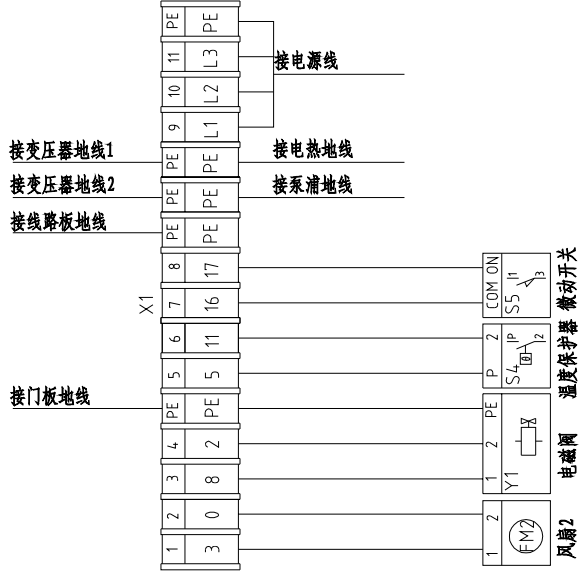 PE PE
11 L3
接电源线
10 L2
9 L1
接变压器地线1 PE PE 接电热地线
接变压器地线2 PE PE 接泵浦地线
接线路板地线 PE PE
8 17
COM ON
S5
1
3
微动开关
X1
7 16
6 11
P 2
S4
P
2
θ
温度保护器
5 5
接门板地线 PE PE
4 2
1 2 PE
Y1
电磁阀
3 8
2 0
1 2
FM2
风扇2
1 3